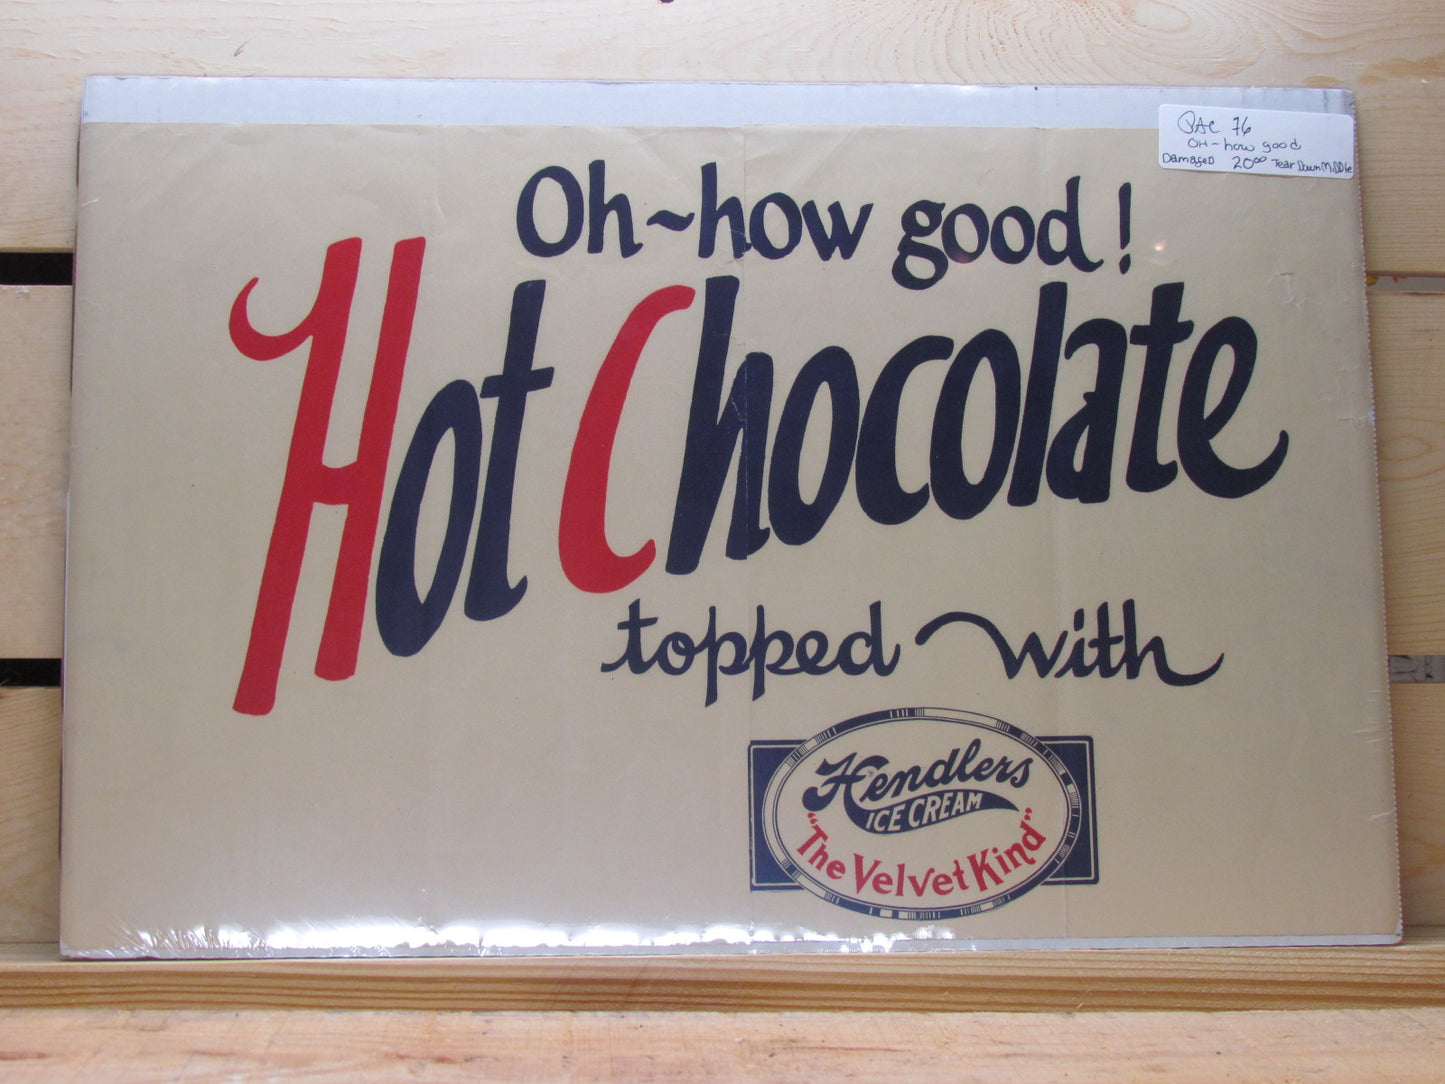 PAC 76
OH~how good
Damaged 20⁰⁰ Tear Down MiDDle
Oh~how good!
Hot Chocolate
topped with
Hendlers
ICE CREAM
"The Velvet Kind"